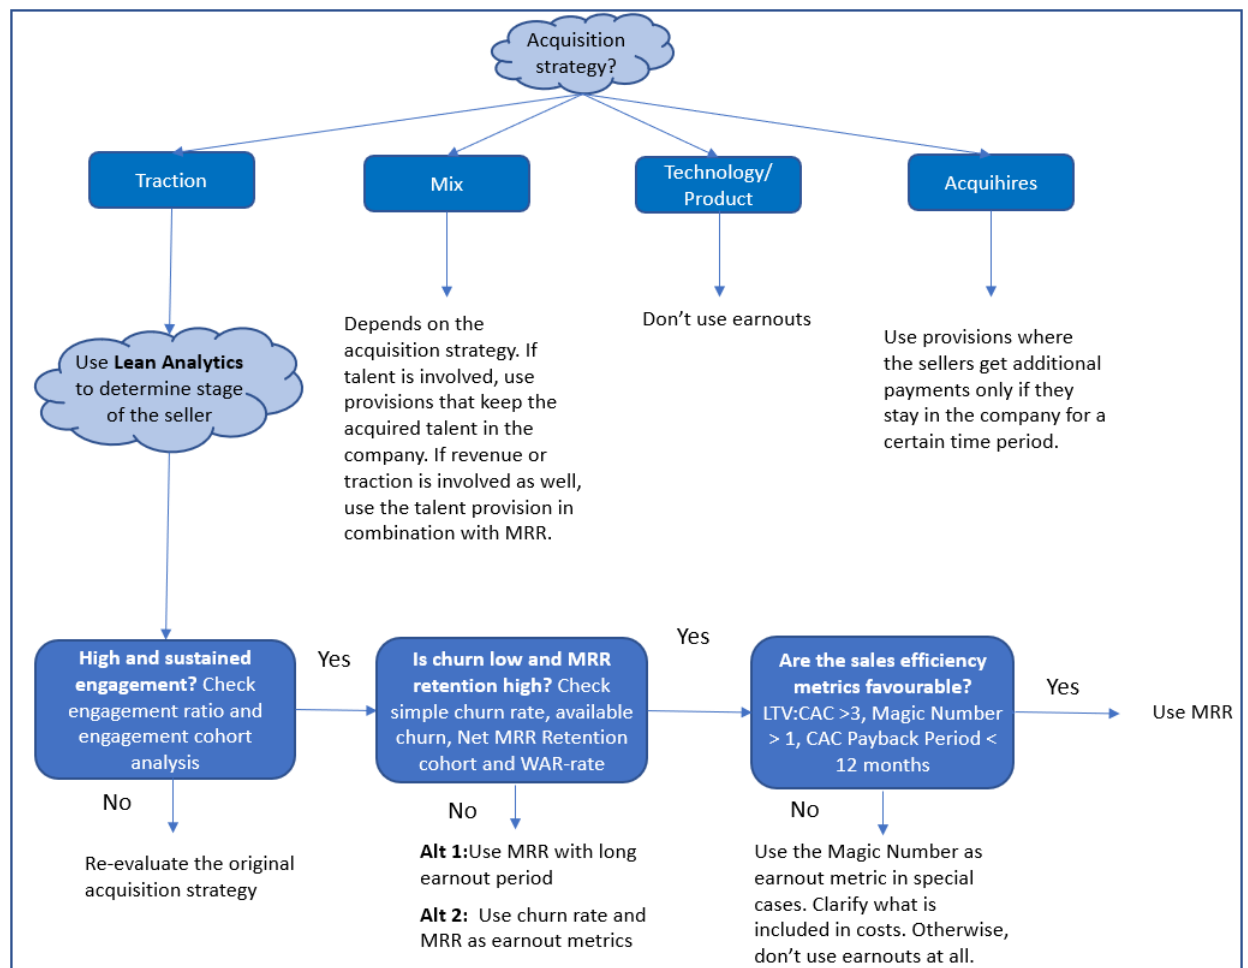 Acquisition
strategy?
Traction
Mix
Technology/
Product
Acquihires
Use Lean Analytics
to determine stage
of the seller
Depends on the
acquisition strategy. If
talent is involved, use
provisions that keep the
acquired talent in the
company. If revenue or
traction is involved as well,
use the talent provision in
combination with MRR.
Don’t use earnouts
Use provisions where
the sellers get additional
payments only if they
stay in the company for a
certain time period.
High and sustained
engagement? Check
engagement ratio and
engagement cohort
analysis
Yes
Is churn low and MRR
retention high? Check
simple churn rate, available
churn, Net MRR Retention
cohort and WAR-rate
Yes
Are the sales efficiency
metrics favourable?
LTV:CAC >3, Magic Number
> 1, CAC Payback Period <
12 months
Yes
Use MRR
No
Re-evaluate the original
acquisition strategy
No
Alt 1:Use MRR with long
earnout period
Alt 2: Use churn rate and
MRR as earnout metrics
No
Use the Magic Number as
earnout metric in special
cases. Clarify what is
included in costs. Otherwise,
don’t use earnouts at all.